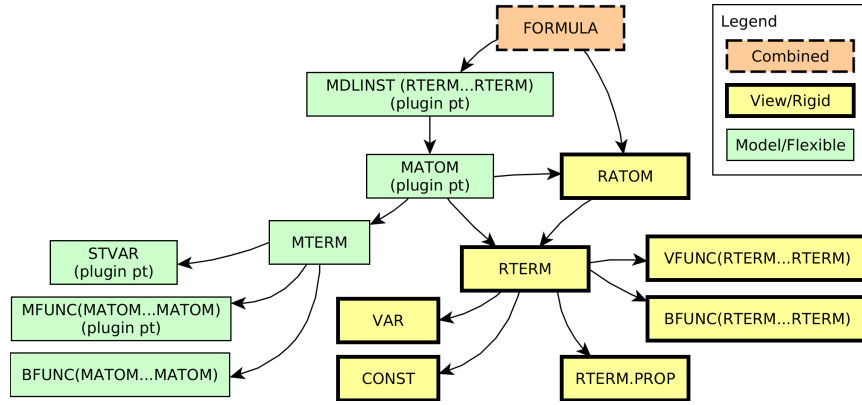 FORMULA
Legend
Combined
View/Rigid
Model/Flexible
MDLINST (RTERM...RTERM)
(plugin pt)
MATOM
(plugin pt)
RATOM
MTERM
STVAR
(plugin pt)
RTERM
VFUNC(RTERM...RTERM)
MFUNC(MATOM...MATOM)
(plugin pt)
VAR
BFUNC(RTERM...RTERM)
BFUNC(MATOM...MATOM)
CONST
RTERM.PROP